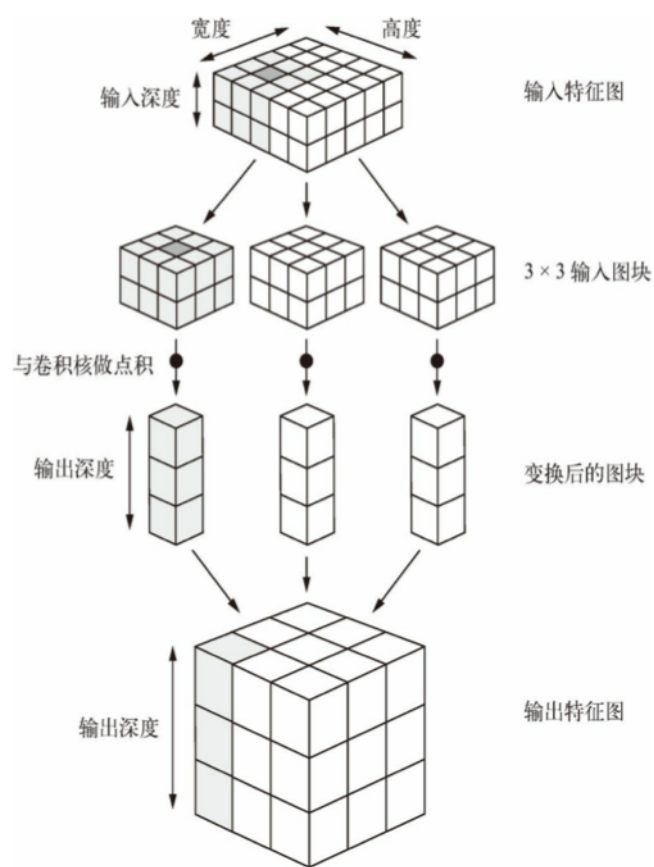 宽度
高度
输入深度
输入特征图
3 × 3 输入图块
与卷积核做点积
输出深度
变换后的图块
输出深度
输出特征图